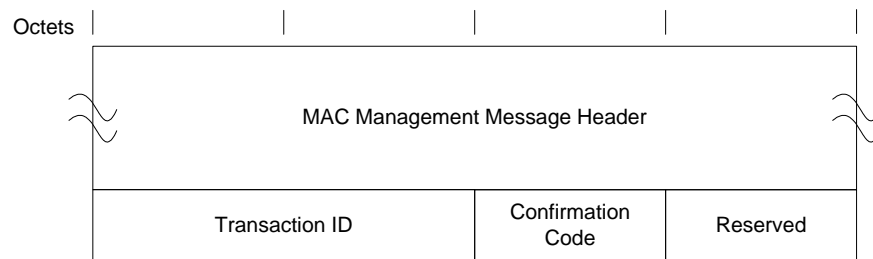 Octets
MAC Management Message Header
Transaction ID
Confirmation
Code
Reserved